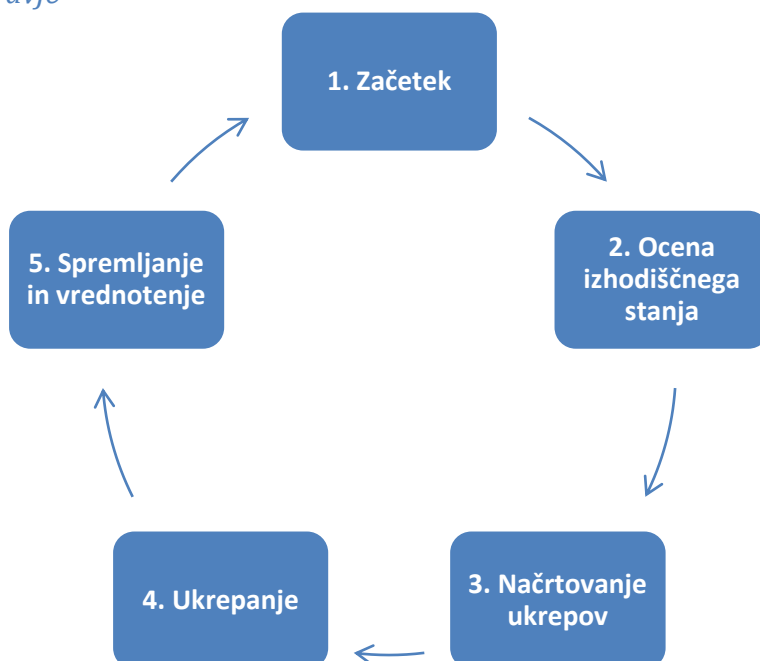 1. Začetek
2. Ocena
izhodiščnega
stanja
3. Načrtovanje
ukrepov
4. Ukrepanje
5. Spremljanje
in vrednotenje